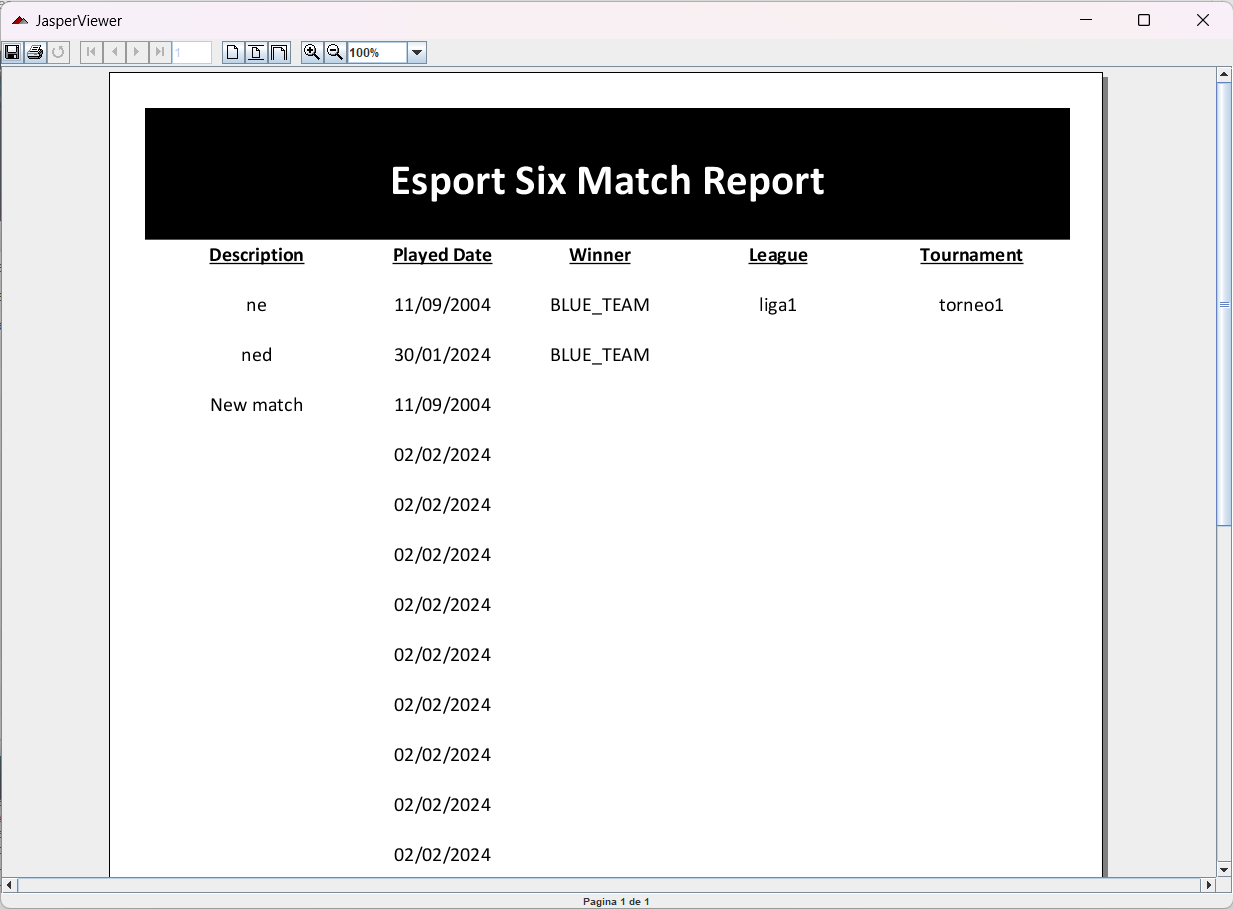 JasperViewer
1
100%
Esport Six Match Report
Description Played Date Winner League Tournament
ne 11/09/2004 BLUE_TEAM liga1 torneo1
ned 30/01/2024 BLUE_TEAM
New match 11/09/2004
02/02/2024
02/02/2024
02/02/2024
02/02/2024
02/02/2024
02/02/2024
02/02/2024
02/02/2024
02/02/2024
Pagina 1 de 1